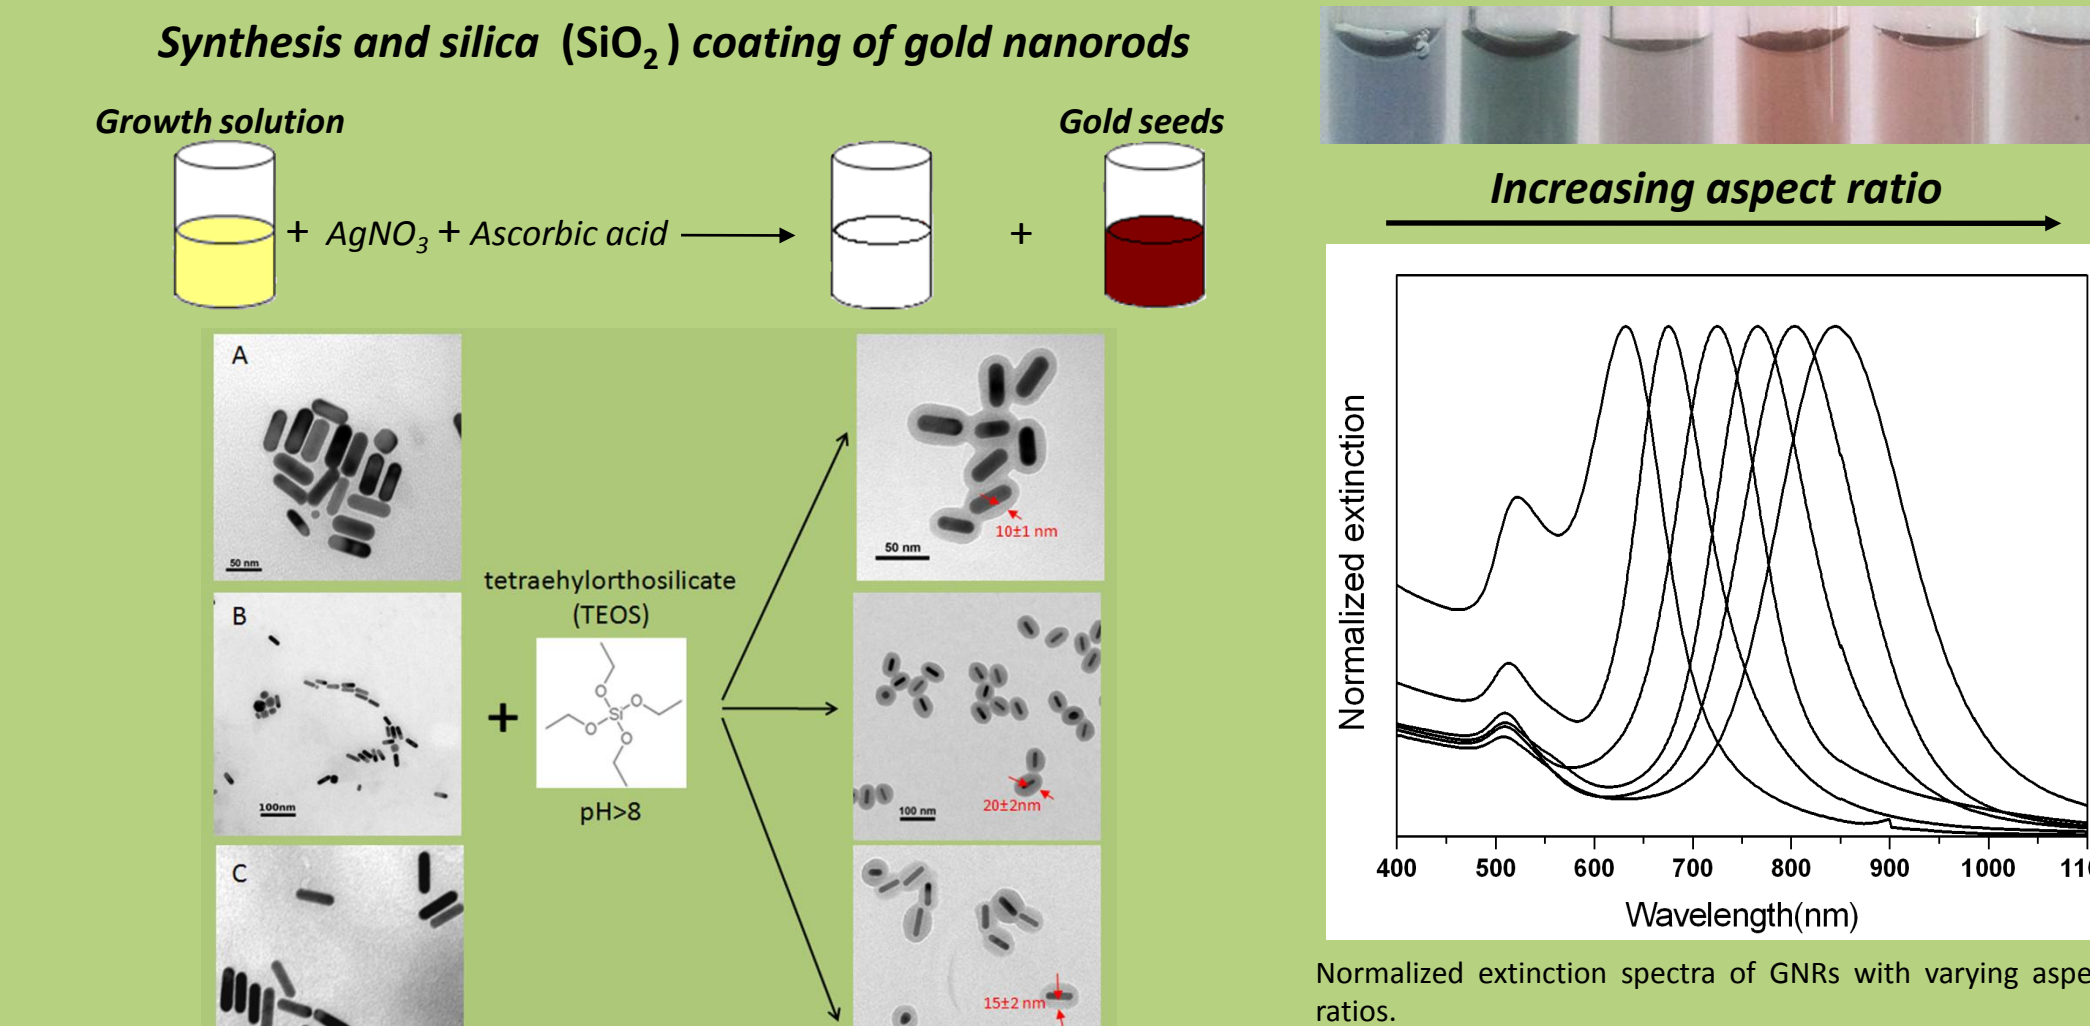 Synthesis and silica (SiO2) coating of gold nanorods
Growth solution
Gold seeds
+ AgNO3 + Ascorbic acid
+
A
50 nm
10±1 nm
50 nm
tetraehylorthosilicate
(TEOS)
B
100nm
+
Si
O
O
O
O
pH>8
20±2nm
100 nm
C
15±2 nm
Increasing aspect ratio
Normalized extinction
400 500 600 700 800 900 1000
Wavelength(nm)
Normalized extinction spectra of GNRs with varying
ratios.